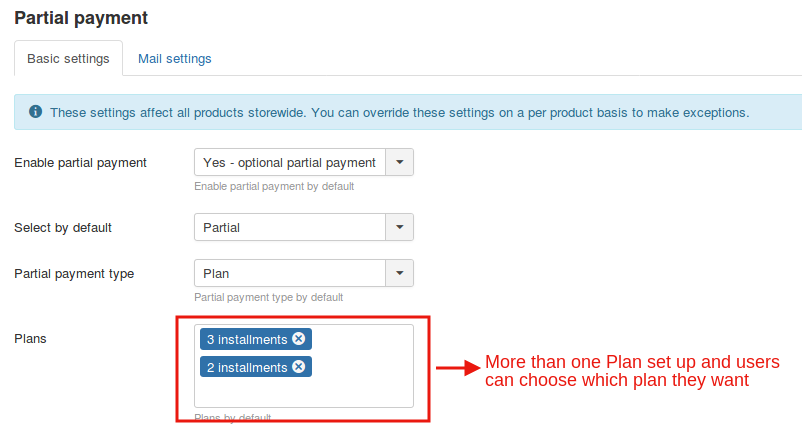 Partial payment
Basic settings
Mail settings
These settings affect all products storewide. You can override these settings on a per product basis to make exceptions.
Enable partial payment
Yes - optional partial payment
Enable partial payment by default
Select by default
Partial
Partial payment type
Plan
Partial payment type by default
Plans
3 installments
2 installments
Plans by default
More than one Plan set up and users
can choose which plan they want